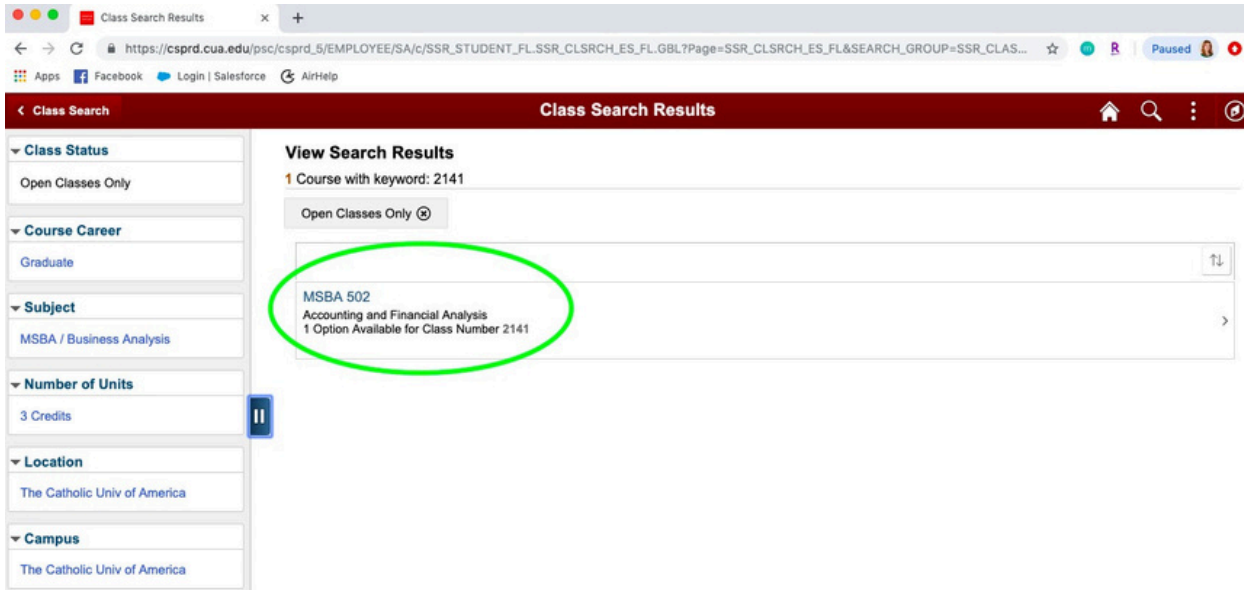 Class Search Results
https://csprd.cua.edu/psc/csprd_5/EMPLOYEE/SA/c/SSR_STUDENT_FL.SSR_CLSRCH_ES_FL.GBL?Page=SSR_CLSRCH_ES_FL&SEARCH_GROUP=SSR_CLAS...
R
Paused
Apps Facebook Login | Salesforce AirHelp
Class Search
Class Search Results
Class Status
Open Classes Only
Course Career
Graduate
Subject
MSBA / Business Analysis
Number of Units
3 Credits
Location
The Catholic Univ of America
Campus
The Catholic Univ of America
View Search Results
1 Course with keyword: 2141
Open Classes Only
MSBA 502
Accounting and Financial Analysis
1 Option Available for Class Number 2141